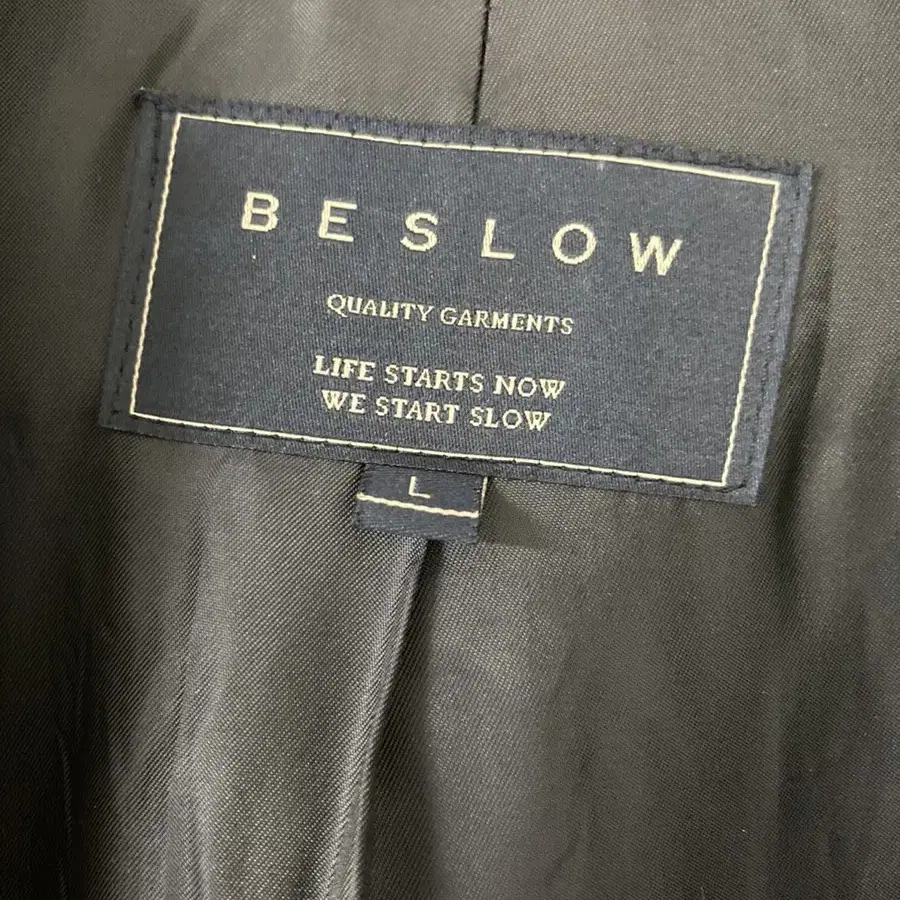 BESLOW
QUALITY GARMENTS
LIFE STARTS NOW
WE START SLOW
L